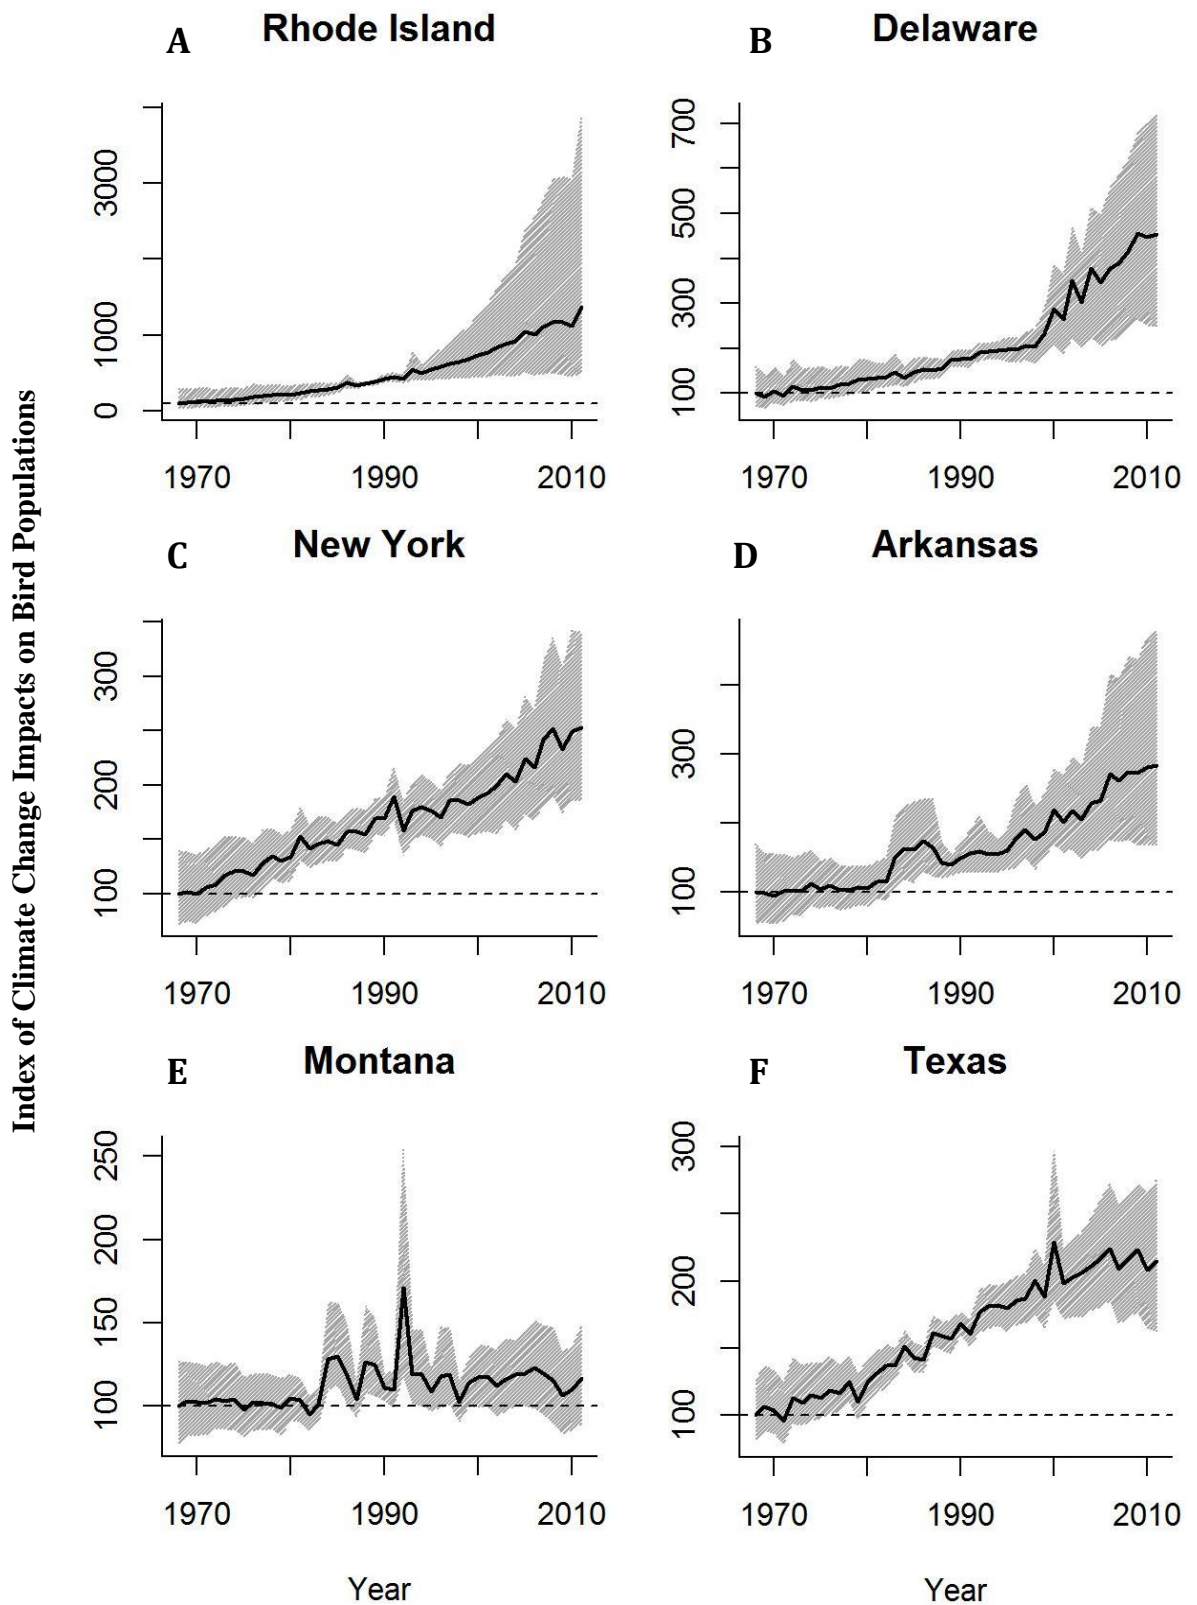 Index of Climate Change Impacts on Bird Populations
A Rhode Island
3000
1000
0
1970 1990 2010
B Delaware
700
500
300
100
1970 1990 2010
C New York
300
200
100
1970 1990 2010
D Arkansas
300
100
1970 1990 2010
E Montana
250
200
150
100
1970 1990 2010
Year
F Texas
300
200
100
1970 1990 2010
Year